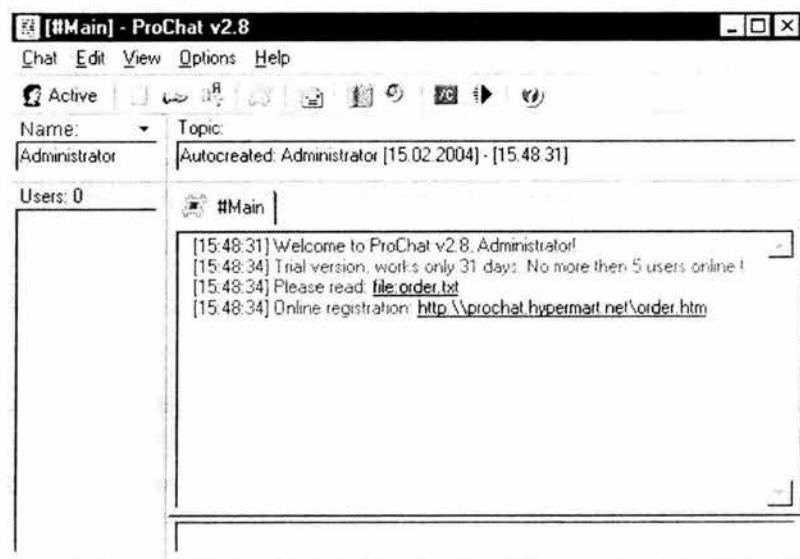 [#Main] - ProChat v2.8
Chat Edit View Options Help
Active
Name:
Administrator
Topic:
Autocreated: Administrator [15.02.2004] - [15.48.31]
Users: 0
#Main
[15:48:31] Welcome to ProChat v2.8, Administrator!
[15:48:34] Trial version, works only 31 days. No more then 5 users online !
[15:48:34] Please read: file:order.txt
[15:48:34] Online registration: http:\\prochat.hypermart.net\order.htm